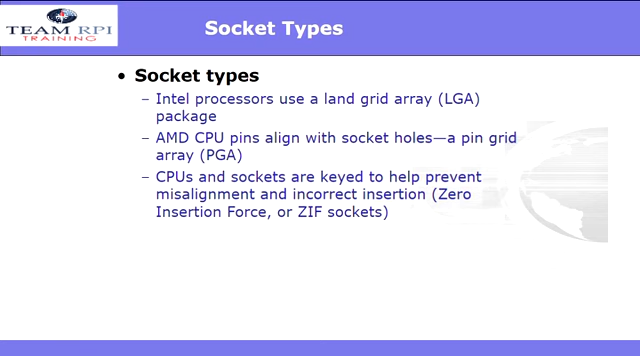 TEAM RPI
TRAINING
Socket Types
• Socket types
– Intel processors use a land grid array (LGA)
package
– AMD CPU pins align with socket holes—a pin grid
array (PGA)
– CPUs and sockets are keyed to help prevent
misalignment and incorrect insertion (Zero
Insertion Force, or ZIF sockets)